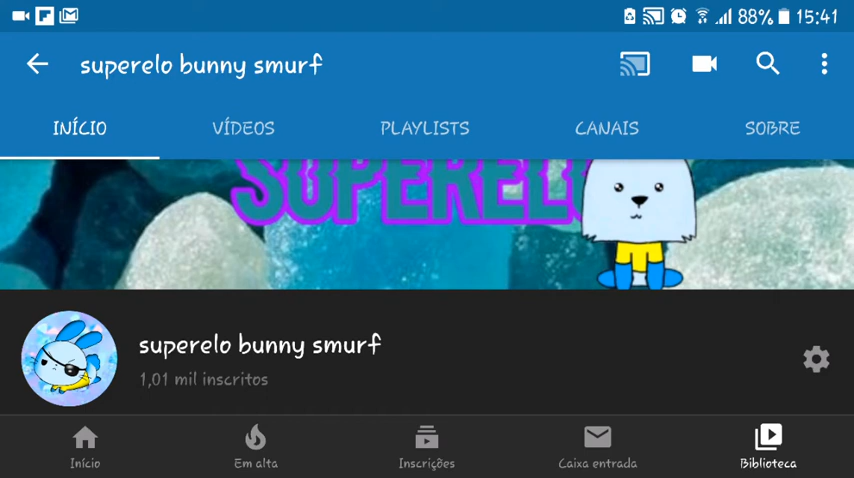 88% 15:41
superelo bunny smurf
INÍCIO VÍDEOS PLAYLISTS CANAIS SOBRE
SUPERELO
superelo bunny smurf
1,01 mil inscritos
Início Em alta Inscrições Caixa entrada Biblioteca